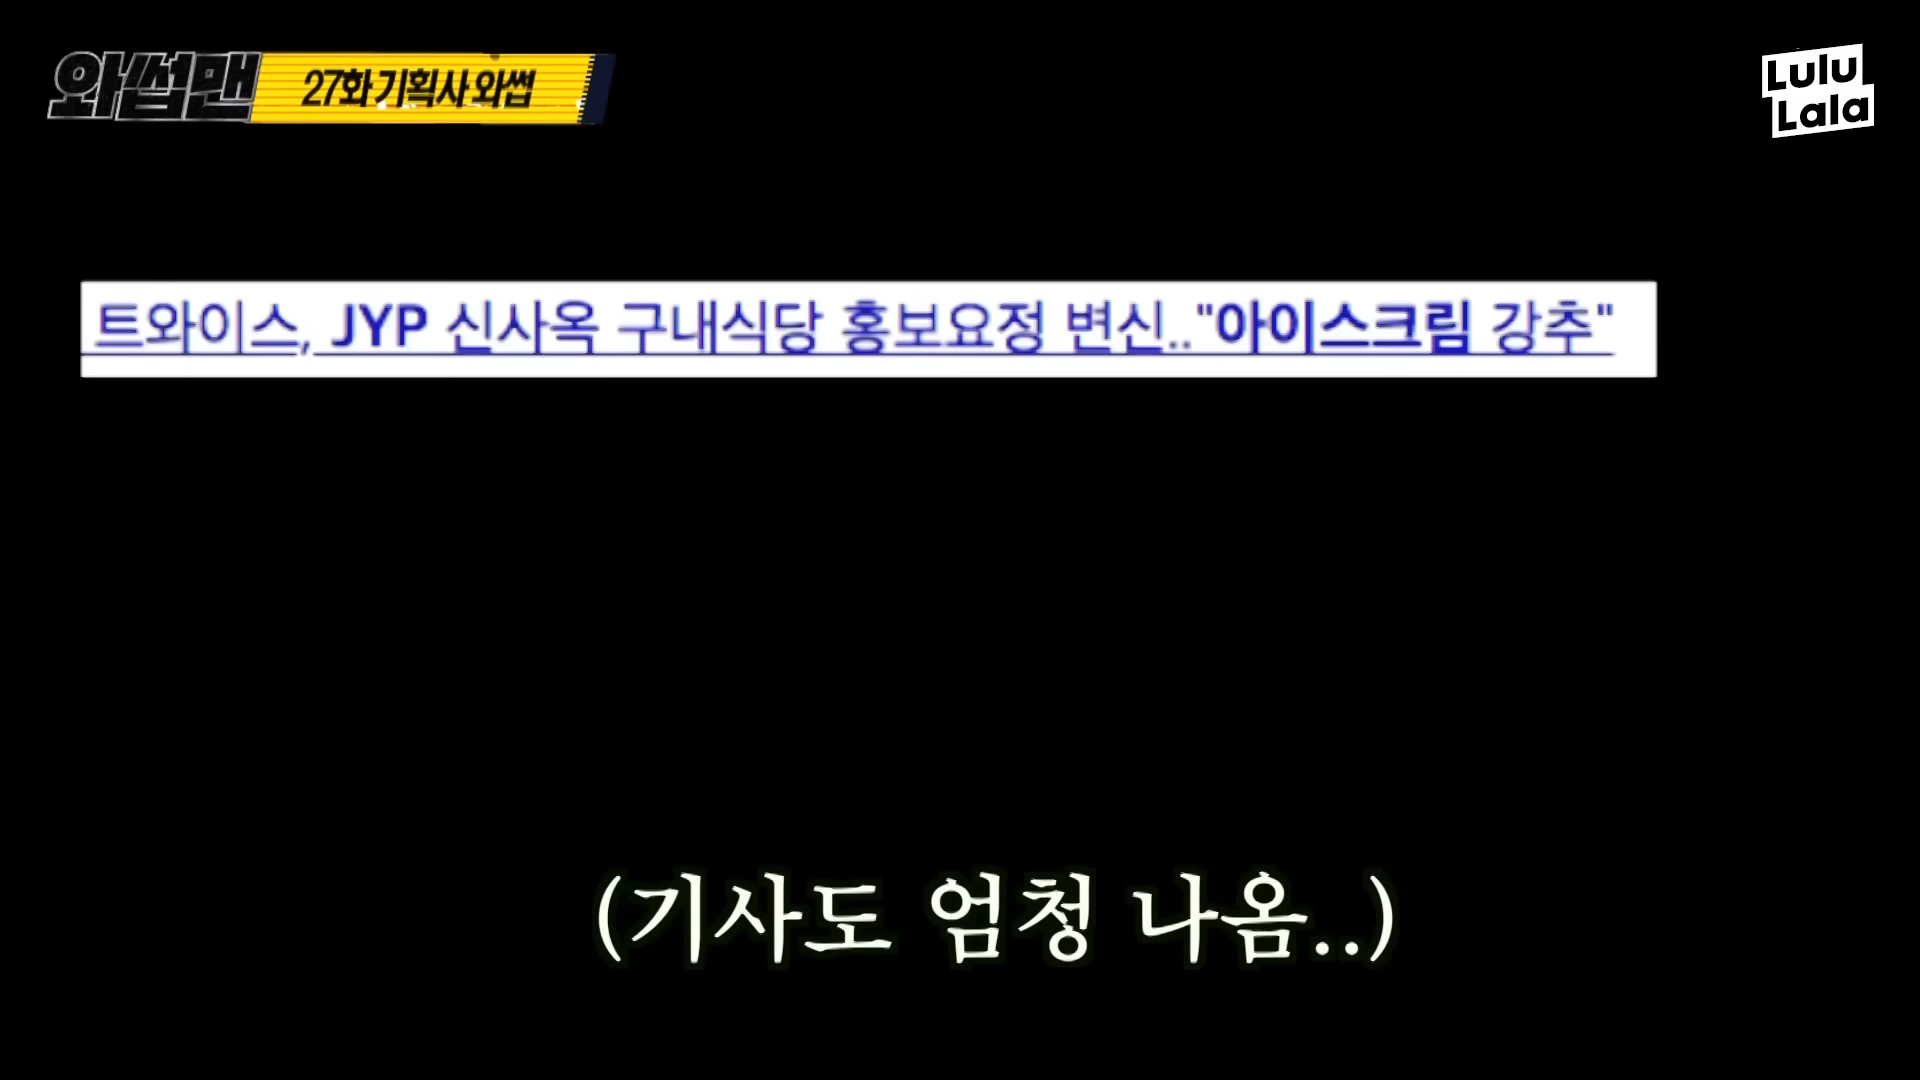 와썹맨 27화 기획사 와썹
Lulu
Lala
트와이스, JYP 신사옥 구내식당 홍보요정 변신.."아이스크림 강추"
(기사도 엄청 나옴..)